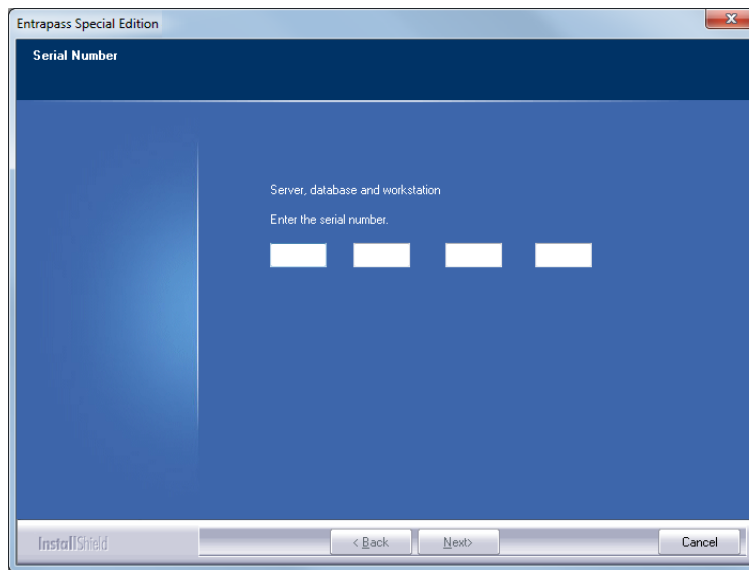 Entrapass Special Edition
Serial Number
Server, database and workstation
Enter the serial number.
InstallShield
< Back
Next>
Cancel